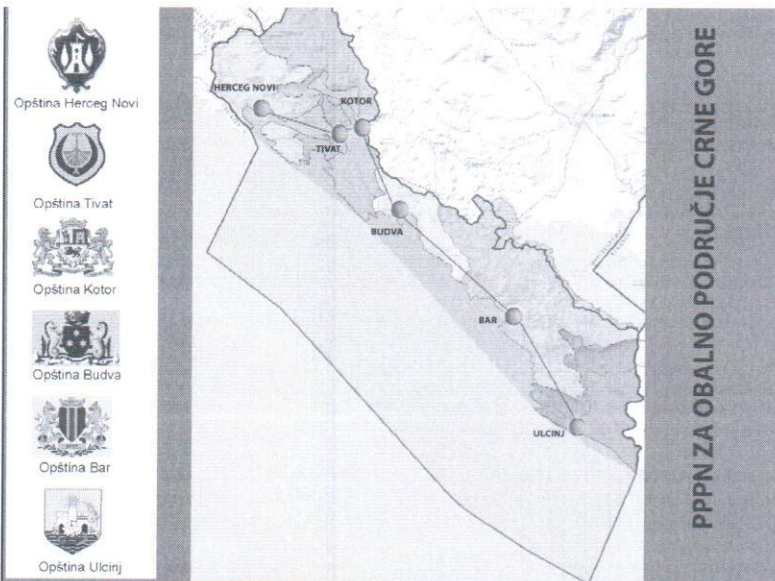 Opština Herceg Novi
Opština Tivat
Opština Kotor
Opština Budva
Opština Bar
Opština Ulcinj
HERCEG NOVI
KOTOR
TIVAT
BUDVA
BAR
ULCINJ
PPPN ZA OBALNO PODRUČJE CRNE GORE